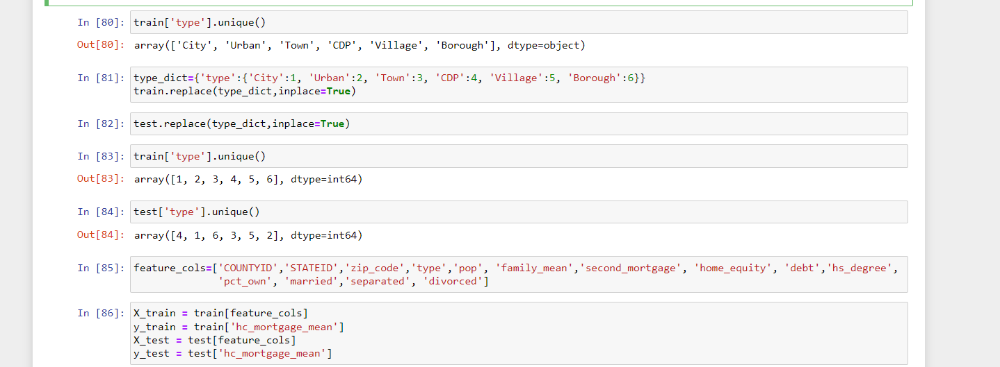 In [80]: train['type'].unique()
Out[80]: array(['City', 'Urban', 'Town', 'CDP', 'Village', 'Borough'], dtype=object)
In [81]: type_dict={'type':{'City':1, 'Urban':2, 'Town':3, 'CDP':4, 'Village':5, 'Borough':6}}
train.replace(type_dict,inplace=True)
In [82]: test.replace(type_dict,inplace=True)
In [83]: train['type'].unique()
Out[83]: array([1, 2, 3, 4, 5, 6], dtype=int64)
In [84]: test['type'].unique()
Out[84]: array([4, 1, 6, 3, 5, 2], dtype=int64)
In [85]: feature_cols=['COUNTYID','STATEID','zip_code','type','pop', 'family_mean','second_mortgage', 'home_equity', 'debt','hs_degree',
'pct_own', 'married','separated', 'divorced']
In [86]: X_train = train[feature_cols]
y_train = train['hc_mortgage_mean']
X_test = test[feature_cols]
y_test = test['hc_mortgage_mean']